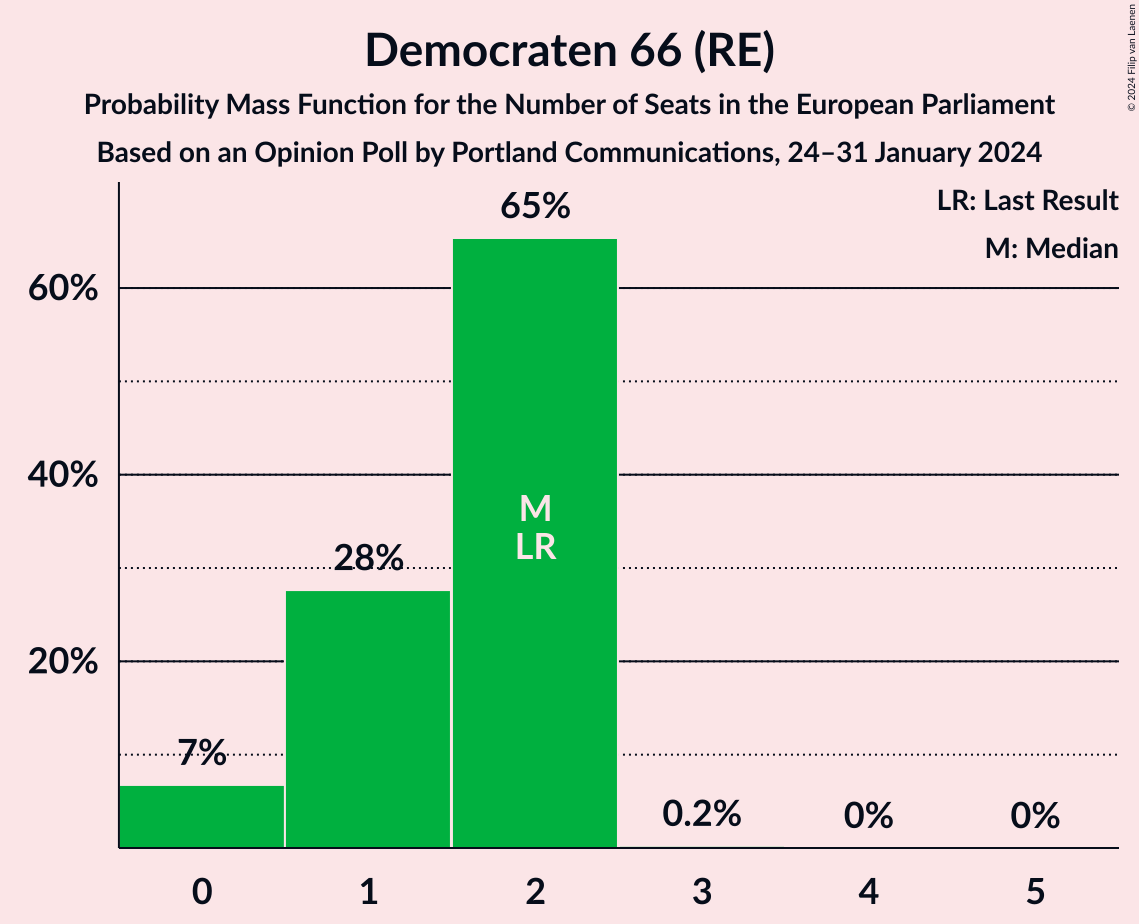 Democraten 66 (RE)
Probability Mass Function for the Number of Seats in the European Parliament
Based on an Opinion Poll by Portland Communications, 24–31 January 2024
© 2024 Filip van Laenen
LR: Last Result
M: Median
65%
60%
40%
M
LR
28%
20%
7%
0.2%
0%
0%
0 1 2 3 4 5